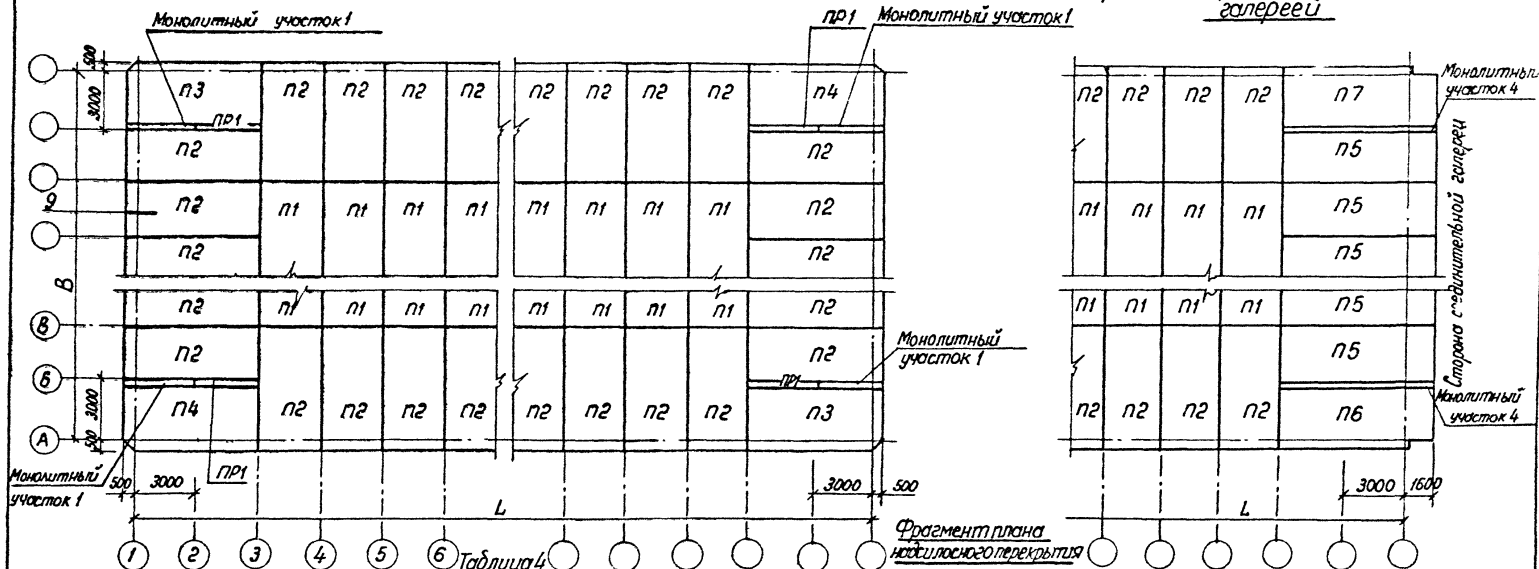 галереей
Монолитный участок 1
ПР1 Монолитный участок 1
500
П3 П2 П2 П2 П2 П2 П2 П2 П2 П4
П2 П2 П2 П2 П7
Монолитный
участок 4
3000
ПР1
П2 П2 П5
9
П2 П1 П1 П1 П1 П1 П1 П1 П1 П2
П1 П1 П1 П1 П5
П2 П2 П5
Сторона соединительной галереи
В
П2 П1 П1 П1 П1 П1 П1 П1 П1 П2
П1 П1 П1 П1 П5
В
П2 П2 П5
Монолитный
участок 1
Б
ПР1
3000
П4 П2 П2 П2 П2 П2 П2 П2 П2 П3
П2 П2 П2 П2 П6
Монолитный
участок 4
А
500
Монолитный
участок 1
ПР1
500 3000 3000 500 3000 1600
L L
Фрагмент плана
надсилосного перекрытия
1 2 3 4 5 6 Таблица 4